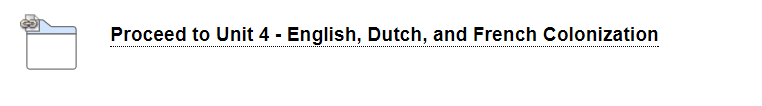 Proceed to Unit 4 - English, Dutch, and French Colonization